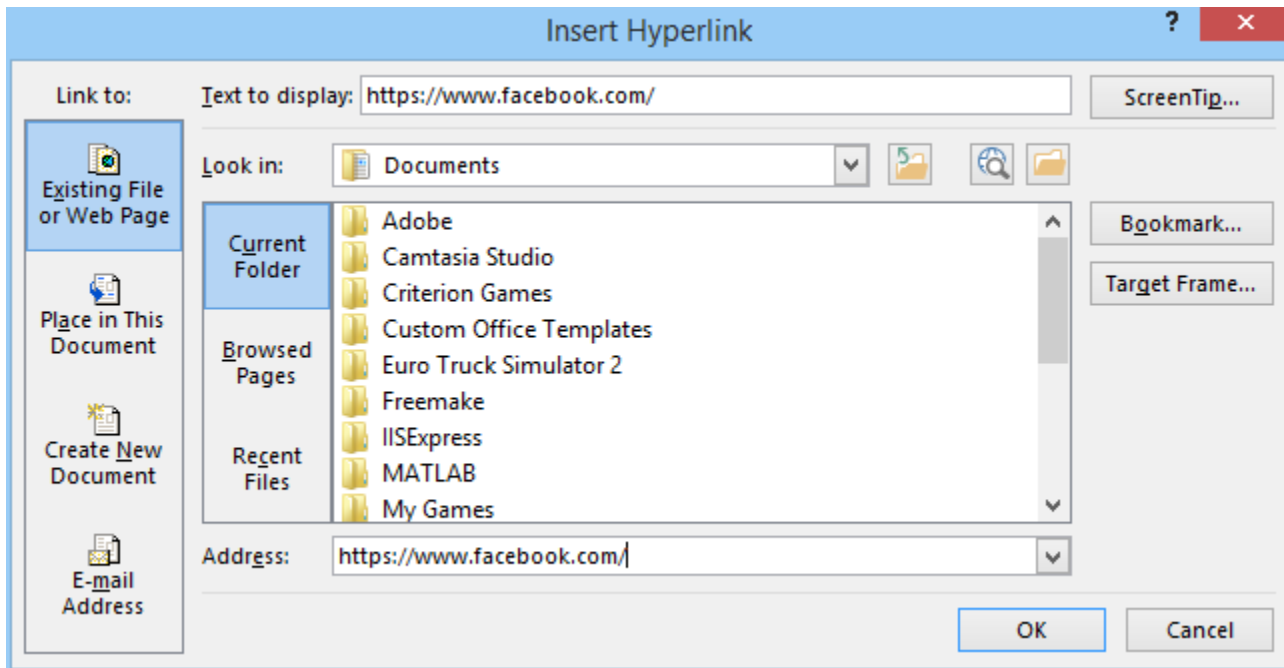 Insert Hyperlink
?
Link to:
Text to display: https://www.facebook.com/
ScreenTip...
Existing File
or Web Page
Place in This
Document
Create New
Document
E-mail
Address
Look in: Documents
Current
Folder
Browsed
Pages
Recent
Files
Adobe
Camtasia Studio
Criterion Games
Custom Office Templates
Euro Truck Simulator 2
Freemake
IISExpress
MATLAB
My Games
Bookmark...
Target Frame...
Address: https://www.facebook.com/
OK
Cancel